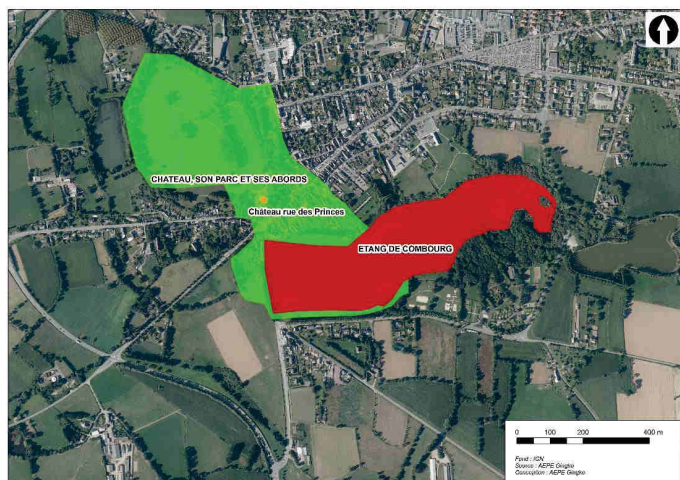 CHATEAU, SON PARC ET SES ABORDS
Château rue des Princes
ETANG DE COMBOURG
0 100 200 400 m
Fond : IGN
Source : AEPE Gingko
Conception : AEPE Gingko